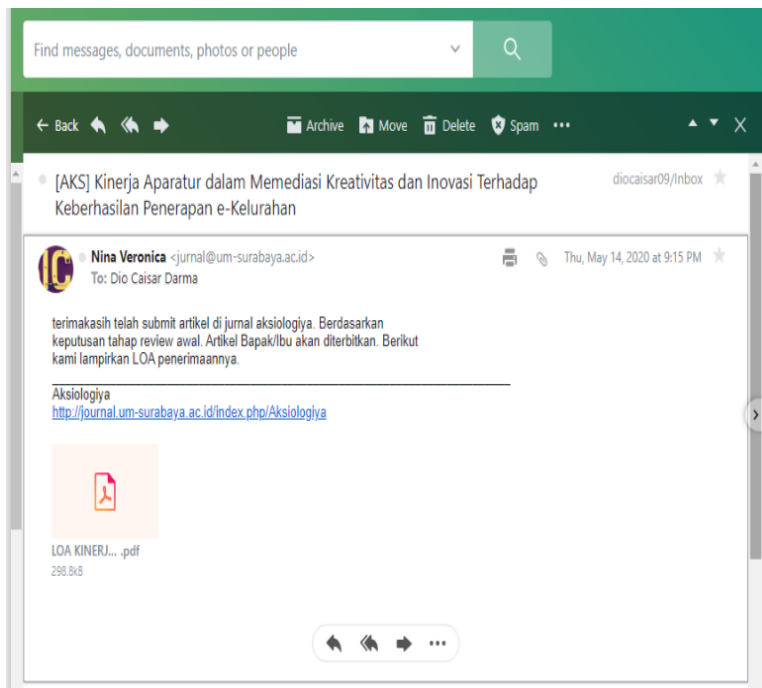 Find messages, documents, photos or people
Back Archive Move Delete Spam ••• X
[AKS] Kinerja Aparatur dalam Memediasi Kreativitas dan Inovasi Terhadap
Keberhasilan Penerapan e-Kelurahan
diocaisar09/Inbox
Nina Veronica <jurnal@um-surabaya.ac.id> Thu, May 14, 2020 at 9:15 PM
To: Dio Caisar Darma
terimakasih telah submit artikel di jurnal aksiologiya. Berdasarkan
keputusan tahap review awal. Artikel Bapak/Ibu akan diterbitkan. Berikut
kami lampirkan LOA penerimaannya.
Aksiologiya
http://journal.um-surabaya.ac.id/index.php/Aksiologiya
LOA KINERJ... .pdf
298.8kB